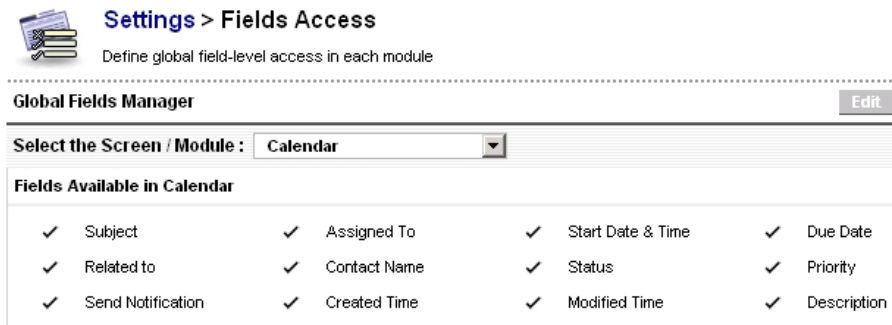 Settings > Fields Access
Define global field-level access in each module
Global Fields Manager Edit
Select the Screen / Module : Calendar
Fields Available in Calendar
Subject Assigned To Start Date & Time Due Date
Related to Contact Name Status Priority
Send Notification Created Time Modified Time Description